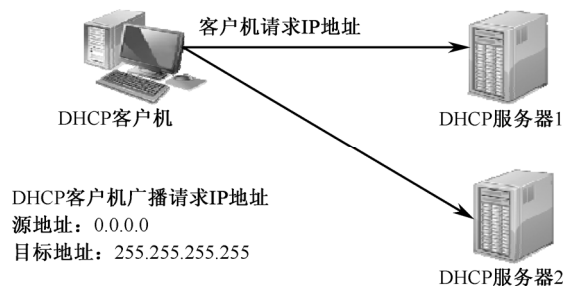 客户机请求IP地址
DHCP客户机
DHCP服务器1
DHCP客户机广播请求IP地址
源地址：0.0.0.0
目标地址：255.255.255.255
DHCP服务器2